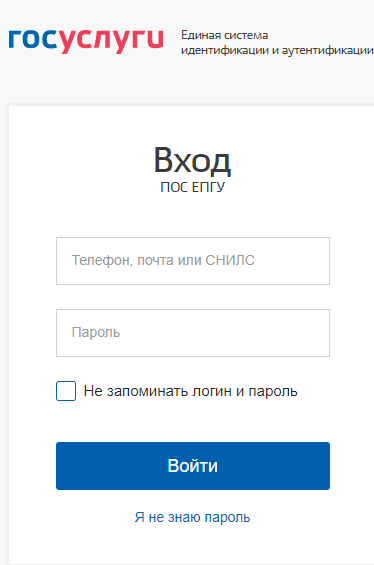 госуслуги
Единая система
идентификации и аутентификации
Вход
ПОС ЕПГУ
Телефон, почта или СНИЛС
Пароль
Не запоминать логин и пароль
Войти
Я не знаю пароль